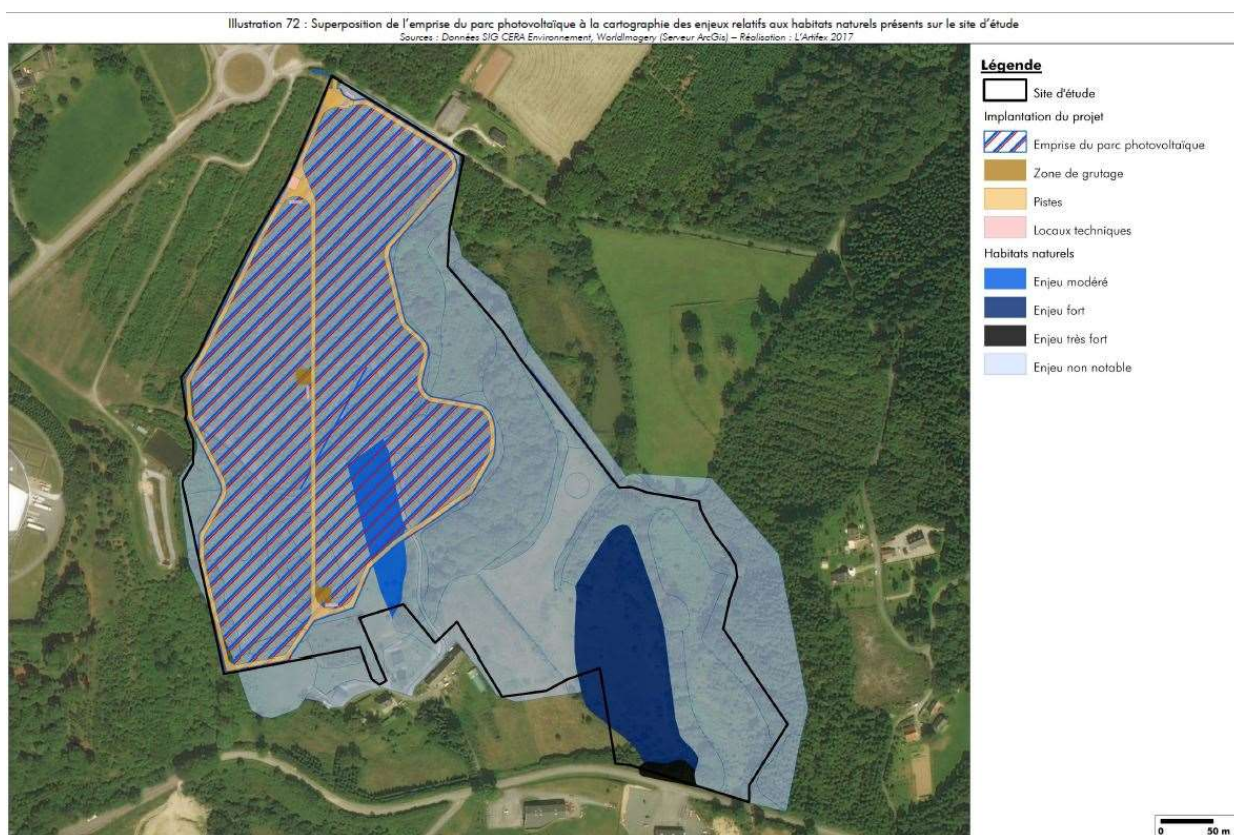 Illustration 72 : Superposition de l'emprise du parc photovoltaïque à la cartographie des enjeux relatifs aux habitats naturels présents sur le site d'étude
Sources : Données SIG CERA Environnement, WorldImagery (Serveur ArcGis) – Réalisation : L'Artifex 2017
Légende
Site d'étude
Implantation du projet
Emprise du parc photovoltaïque
Zone de grutage
Pistes
Locaux techniques
Habitats naturels
Enjeu modéré
Enjeu fort
Enjeu très fort
Enjeu non notable
0 50 m